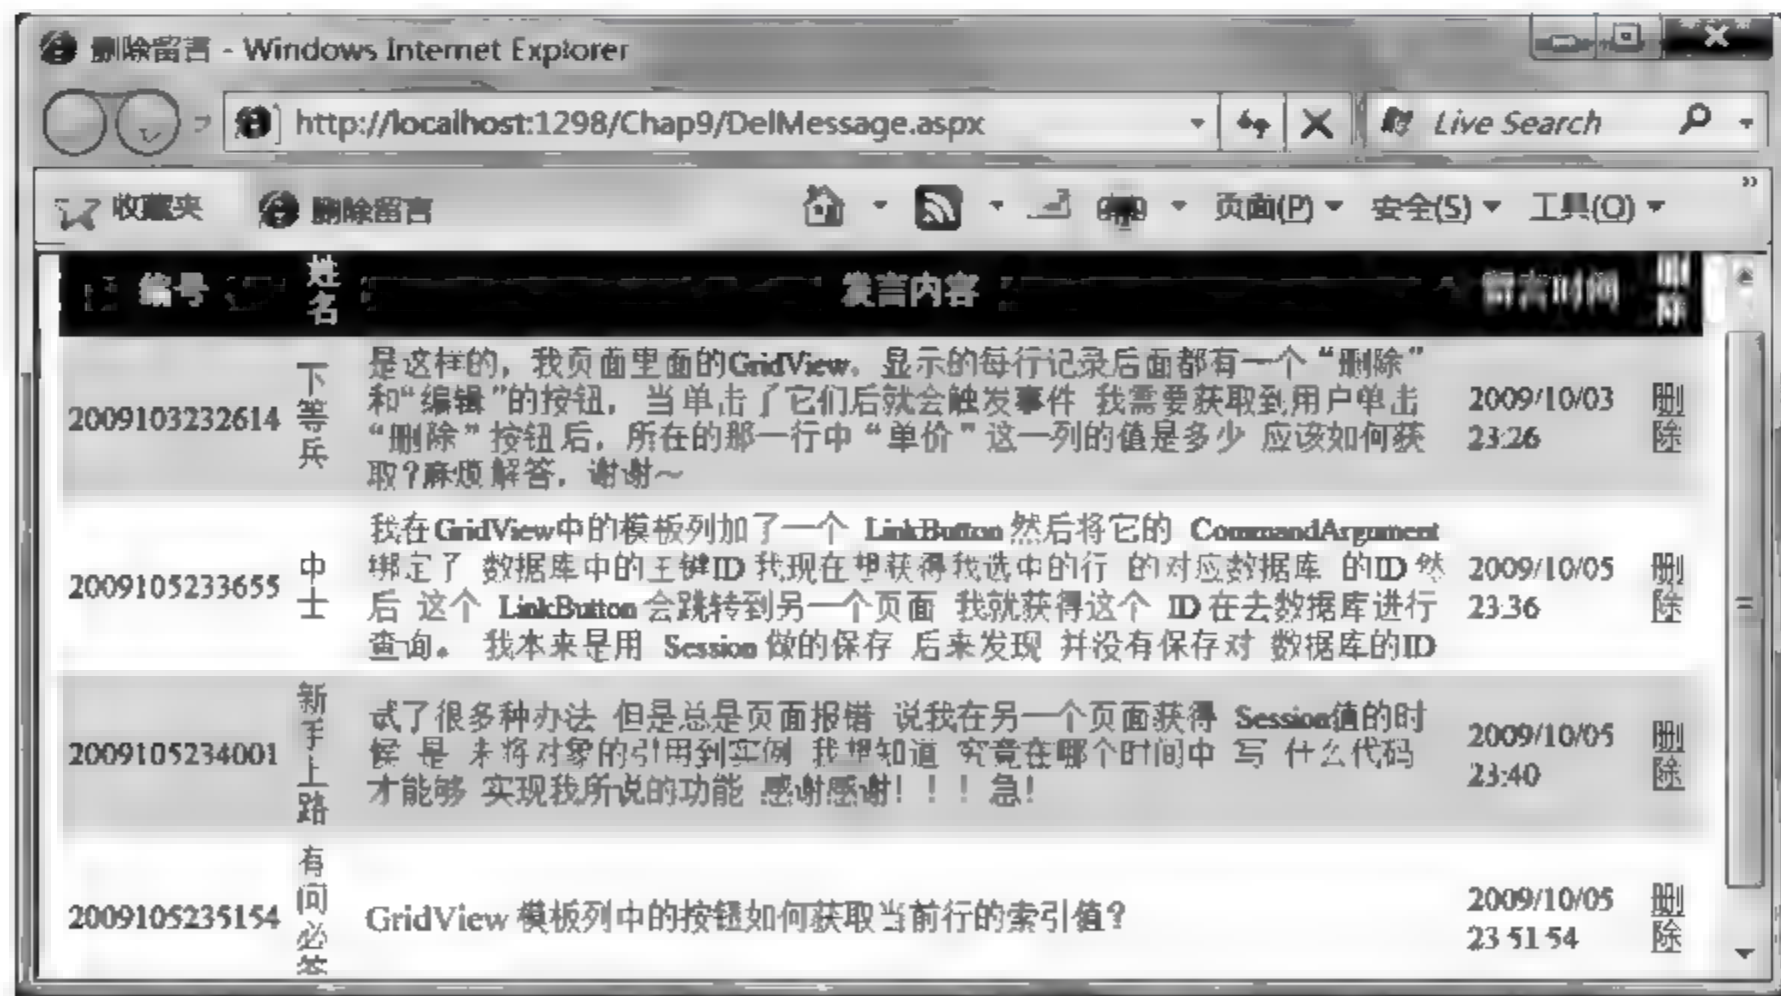 删除留言 - Windows Internet Explorer
http://localhost:1298/Chap9/DelMessage.aspx
Live Search
收藏夹
删除留言
页面(P)
安全(S)
工具(O)
编号 姓名 发言内容 留言时间 删除
2009103232614
下等兵
是这样的，我页面里面的GridView。显示的每行记录后面都有一个“删除”
和“编辑”的按钮，当单击了它们后就会触发事件 我需要获取到用户单击
“删除”按钮后，所在的那一行中“单价”这一列的值是多少 应该如何获
取?麻烦解答，谢谢～
2009/10/03
23:26
删除
2009105233655
中士
我在GridView中的模板列加了一个 LinkButton 然后将它的 CommandArgument
绑定了 数据库中的主键ID 我现在想获得我选中的行 的对应数据库 的ID 然
后 这个 LinkButton 会跳转到另一个页面 我就获得这个 ID 在去数据库进行
查询。 我本来是用 Session 做的保存 后来发现 并没有保存对 数据库的ID
2009/10/05
23:36
删除
2009105234001
新手上路
试了很多种办法 但是总是页面报错 说我在另一个页面获得 Session值的时
候 是 未将对象的引用到实例 我想知道 究竟在哪个时间中 写 什么代码
才能够 实现我所说的功能 感谢感谢！！！急！
2009/10/05
23:40
删除
2009105235154
有问必答
GridView 模板列中的按钮如何获取当前行的索引值？
2009/10/05
23 51 54
删除